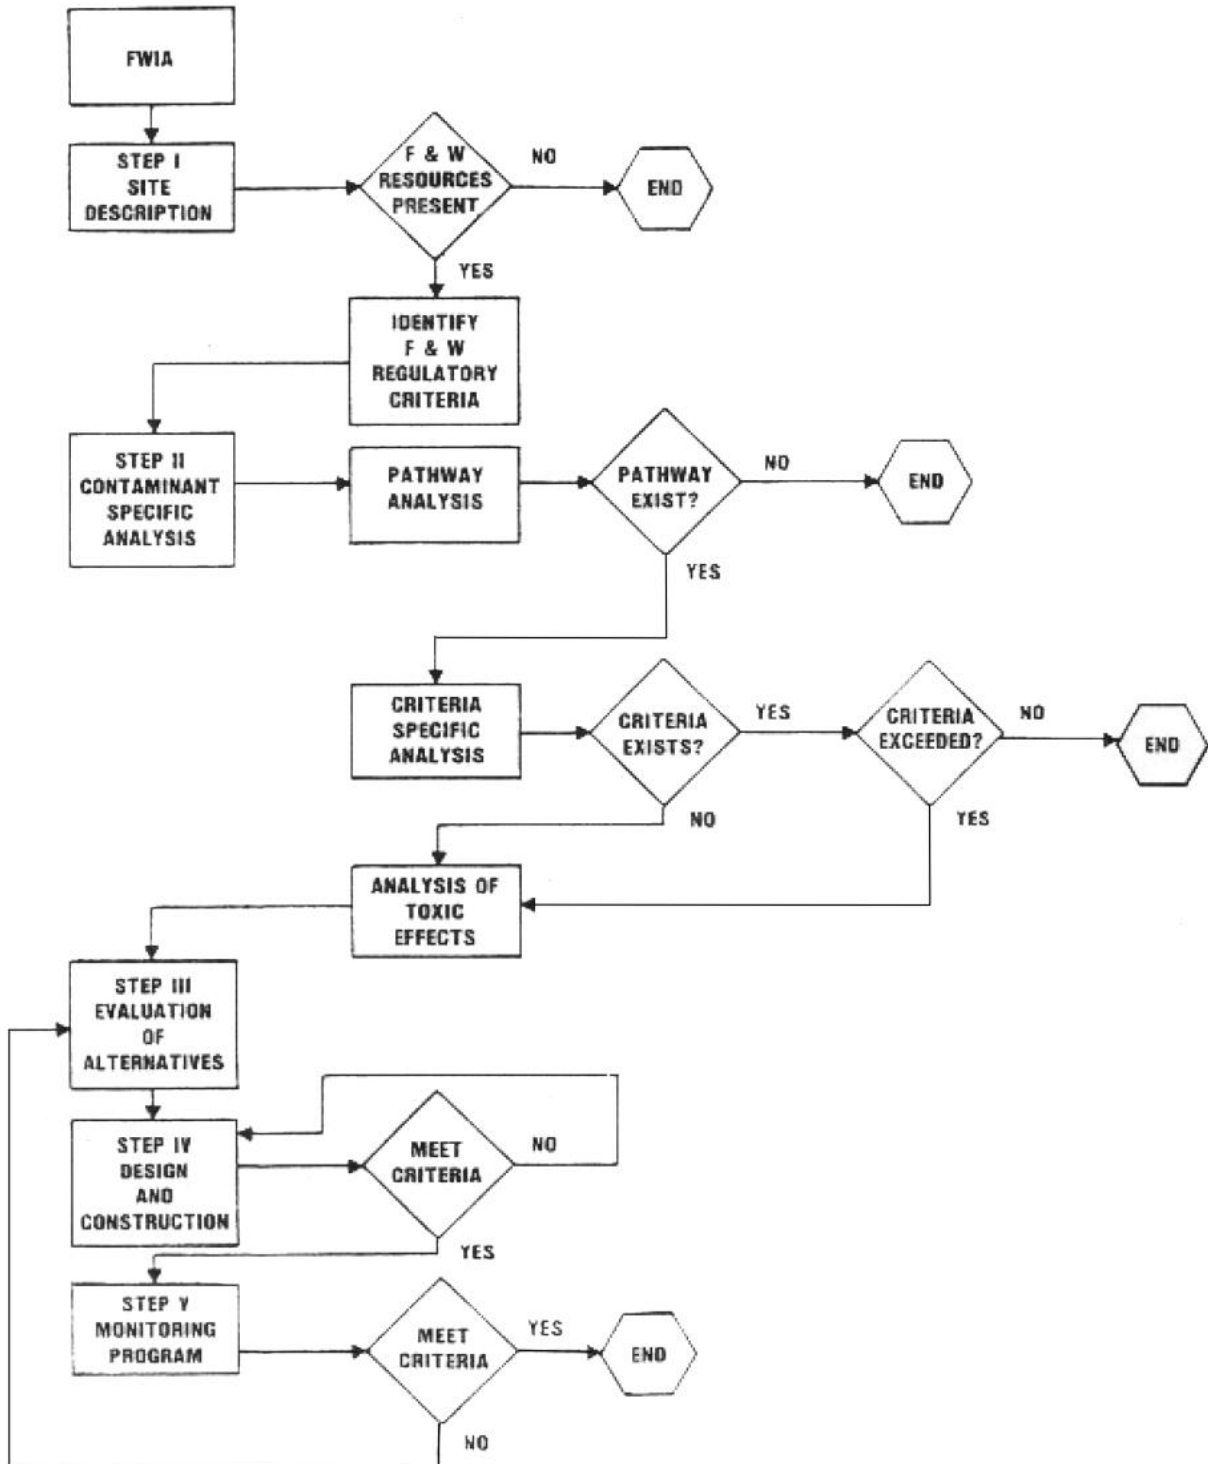 FWIA
STEP I
SITE
DESCRIPTION
F & W
RESOURCES
PRESENT
NO
END
YES
IDENTIFY
F & W
REGULATORY
CRITERIA
STEP II
CONTAMINANT
SPECIFIC
ANALYSIS
PATHWAY
ANALYSIS
PATHWAY
EXIST?
NO
END
YES
CRITERIA
SPECIFIC
ANALYSIS
CRITERIA
EXISTS?
YES
CRITERIA
EXCEEDED?
NO
END
NO
YES
ANALYSIS OF
TOXIC
EFFECTS
STEP III
EVALUATION
OF
ALTERNATIVES
STEP IV
DESIGN
AND
CONSTRUCTION
MEET
CRITERIA
NO
YES
STEP V
MONITORING
PROGRAM
MEET
CRITERIA
YES
END
NO